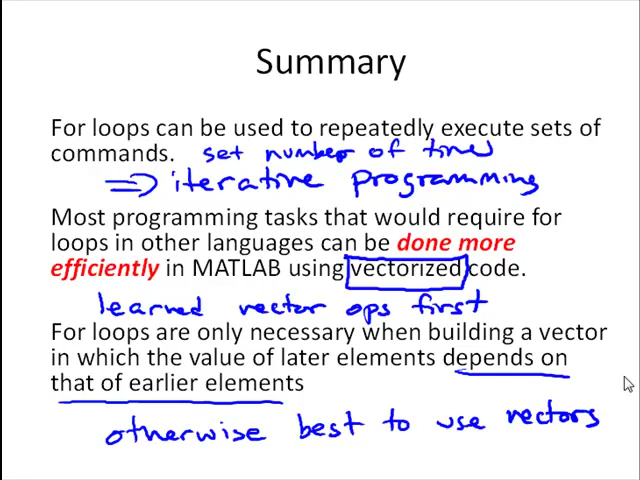 Summary
For loops can be used to repeatedly execute sets of
commands. set number of times
⇒ iterative programming
Most programming tasks that would require for
loops in other languages can be done more
efficiently in MATLAB using vectorized code.
learned vector ops first
For loops are only necessary when building a vector
in which the value of later elements depends on
that of earlier elements
otherwise best to use vectors